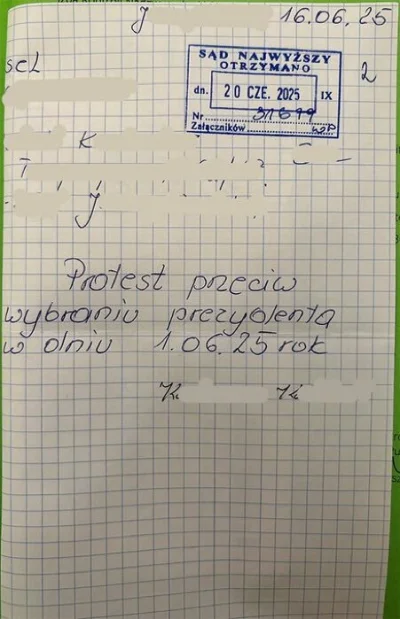 J 16.06.25
SĄD NAJWYŻSZY
OTRZYMANO
dn. 20 CZE. 2025 IX
Nr
Załączników
2
K
T
J
Protest przeciw
wybraniu prezydenta
w dniu 1.06.25 rok
K K